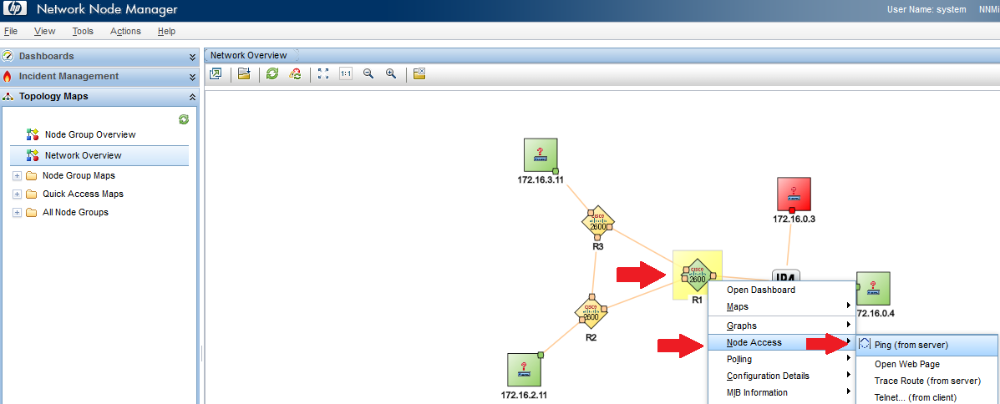 hp Network Node Manager
User Name: system NNMi
File View Tools Actions Help
Dashboards
Incident Management
Topology Maps
Node Group Overview
Network Overview
Node Group Maps
Quick Access Maps
All Node Groups
Network Overview
1:1
?
172.16.3.11
?
172.16.0.3
CISCO
2600
R3
CISCO
2600
R1
?
72.16.0.4
2600
R2
?
172.16.2.11
Open Dashboard
Maps
Graphs
Node Access
Polling
Configuration Details
MIB Information
Ping (from server)
Open Web Page
Trace Route (from server)
Telnet... (from client)